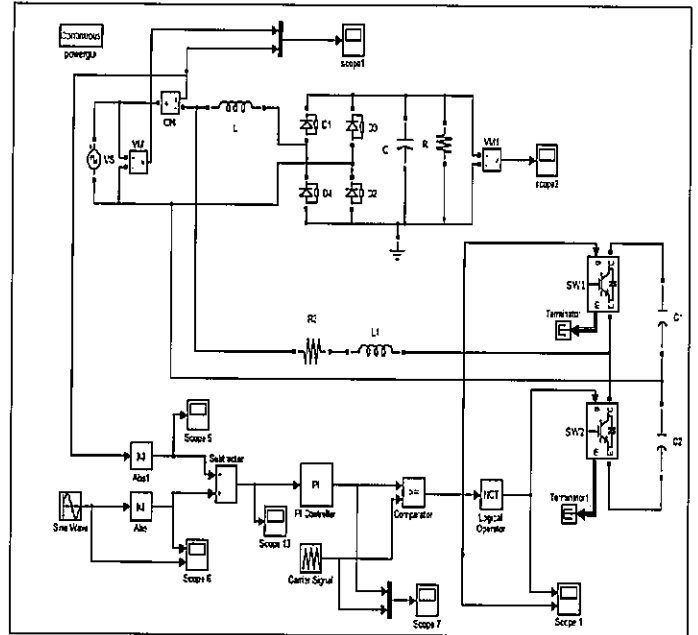 Continuous
powergui
scope1
CM
VS
VM
L
D1
D3
D4
D2
C
R
VM1
scope2
SW1
Terminator
C1
R2
L1
SW2
Terminator1
C2
Scope 5
Abs1
Subtractor
PI
PI Controller
>=
Comparator
NOT
Logical
Operator
Sine Wave
|u|
Abs
Scope 6
Scope 13
Carrier Signal
Scope 7
Scope 1